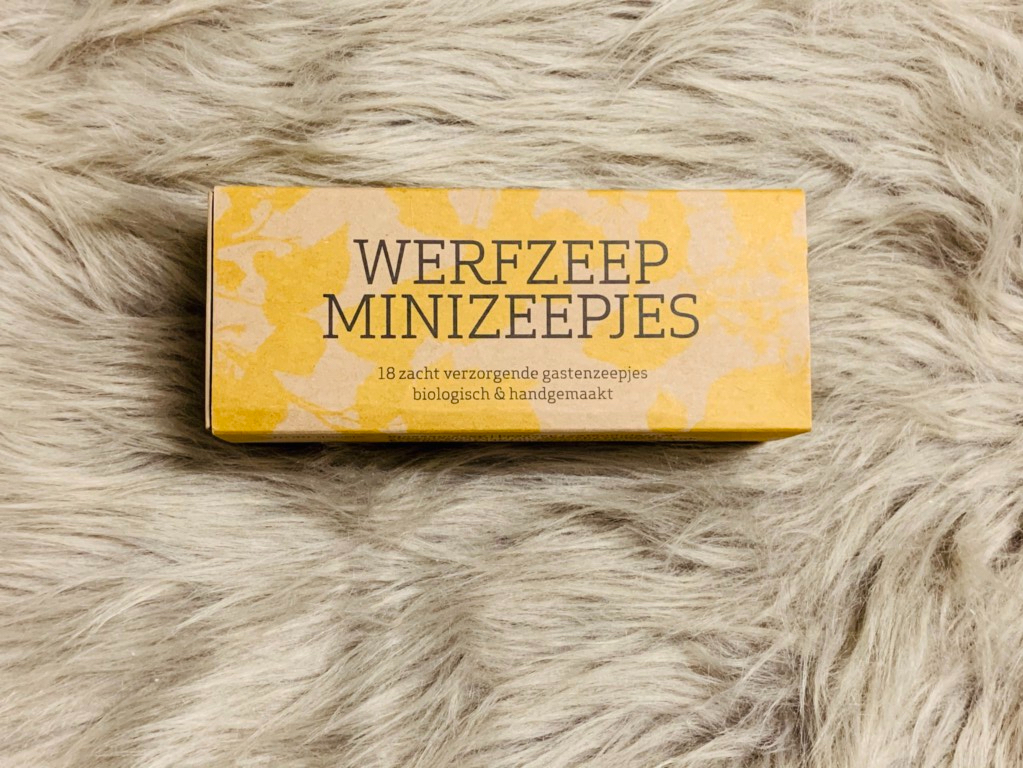 WERFZEEP
MINIZEEPJES
18 zacht verzorgende gastenzeepjes
biologisch & handgemaakt